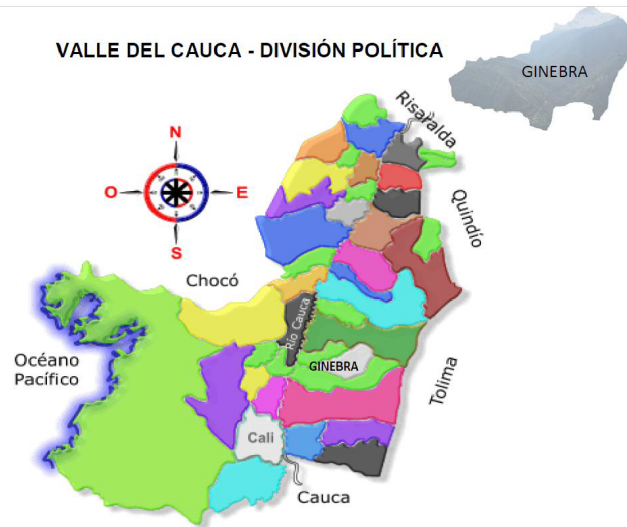 VALLE DEL CAUCA - DIVISIÓN POLÍTICA
GINEBRA
Risaralda
N
O
E
S
Quindío
Chocó
Río Cauca
Océano
Pacífico
GINEBRA
Tolima
Cali
Cauca